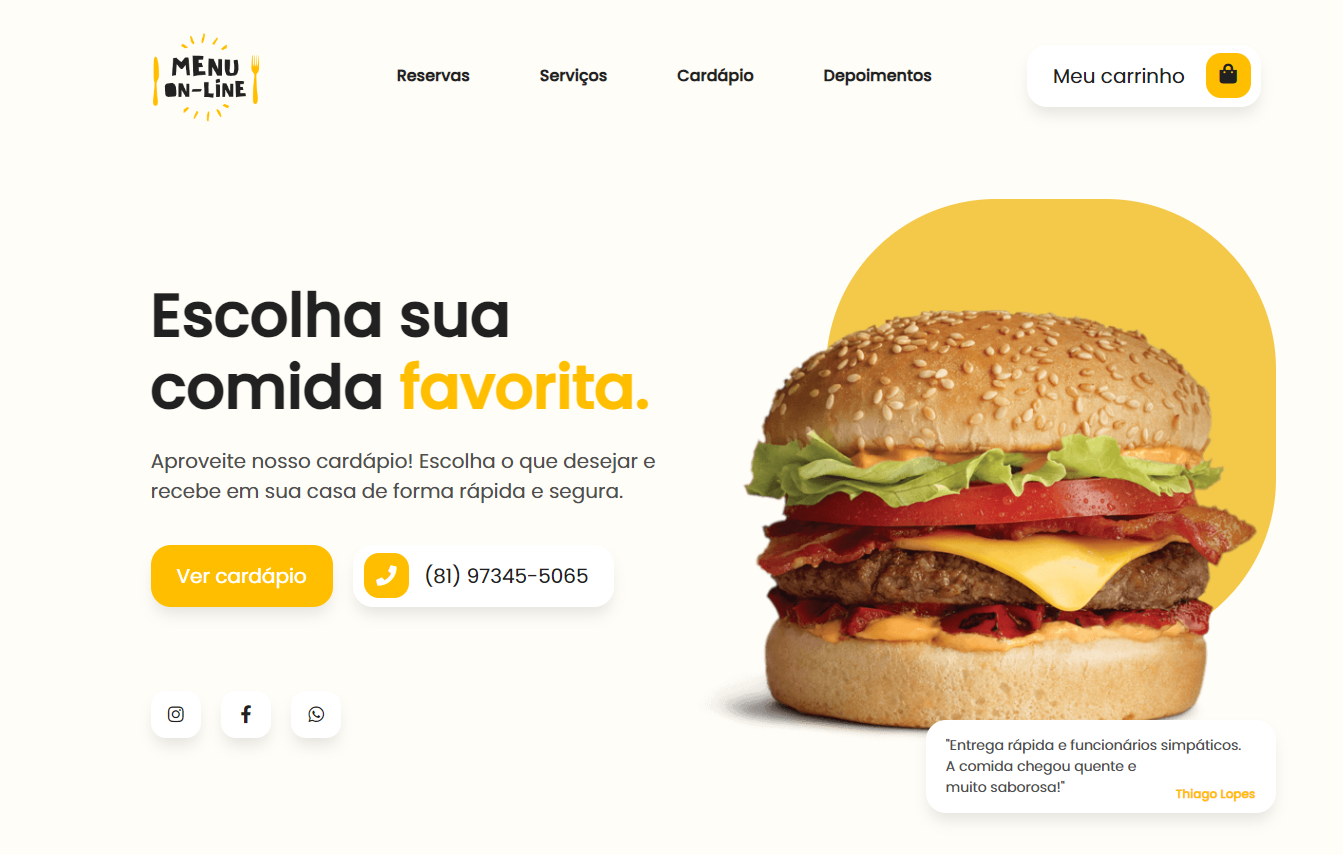 MENU
ON-LiNE
Reservas
Serviços
Cardápio
Depoimentos
Meu carrinho
Escolha sua
comida favorita.
Aproveite nosso cardápio! Escolha o que desejar e
recebe em sua casa de forma rápida e segura.
Ver cardápio
(81) 97345-5065
"Entrega rápida e funcionários simpáticos.
A comida chegou quente e
muito saborosa!"
Thiago Lopes